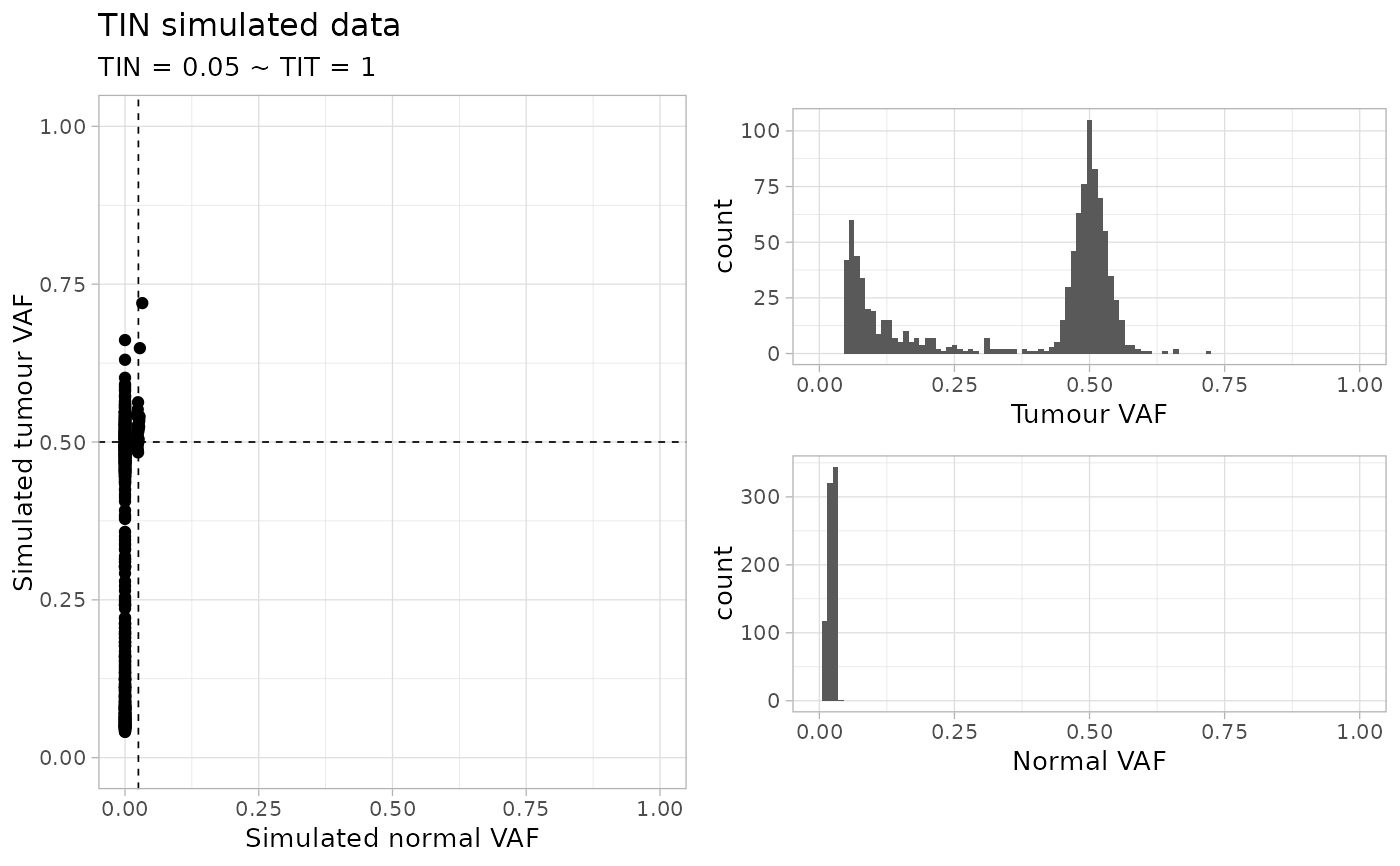 TIN simulated data
TIN = 0.05 ~ TIT = 1
Simulated tumour VAF
1.00
0.75
0.50
0.25
0.00
0.00 0.25 0.50 0.75 1.00
Simulated normal VAF
count
100
75
50
25
0
0.00 0.25 0.50 0.75 1.00
Tumour VAF
count
300
200
100
0
0.00 0.25 0.50 0.75 1.00
Normal VAF